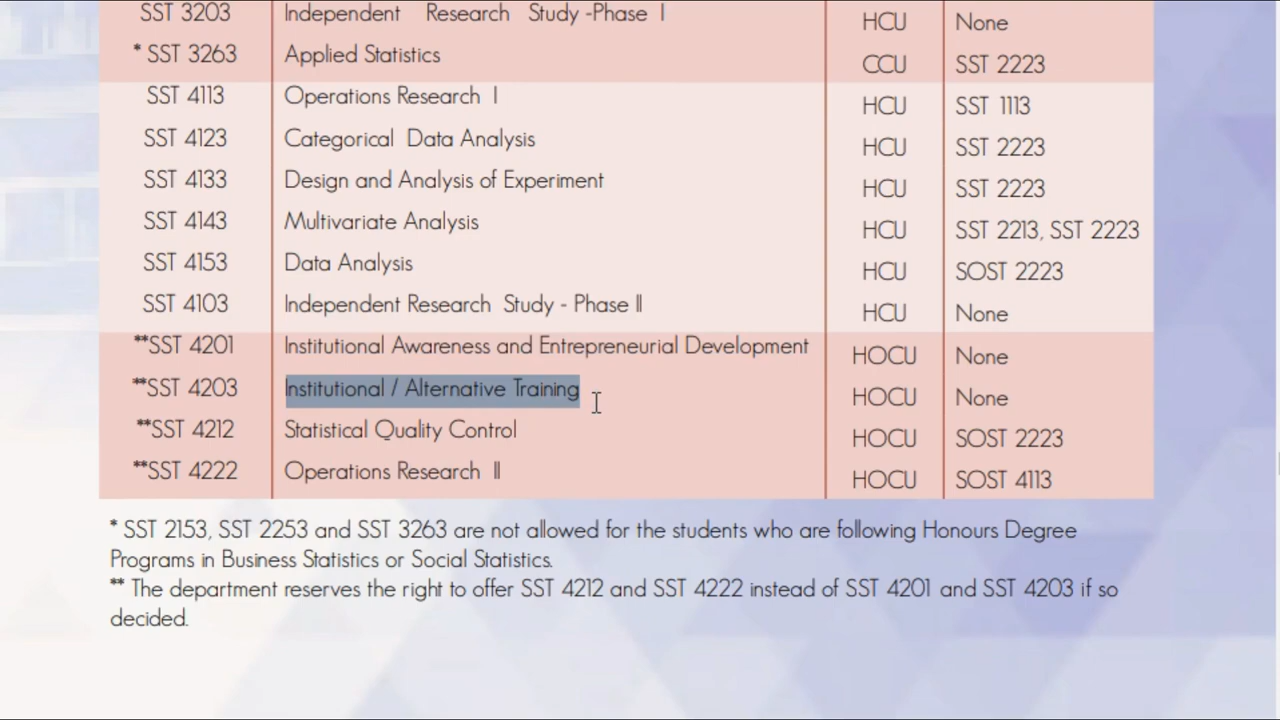 SST 3203 Independent Research Study -Phase I HCU None
* SST 3263 Applied Statistics CCU SST 2223
SST 4113 Operations Research I HCU SST 1113
SST 4123 Categorical Data Analysis HCU SST 2223
SST 4133 Design and Analysis of Experiment HCU SST 2223
SST 4143 Multivariate Analysis HCU SST 2213, SST 2223
SST 4153 Data Analysis HCU SOST 2223
SST 4103 Independent Research Study - Phase II HCU None
**SST 4201 Institutional Awareness and Entrepreneurial Development HOCU None
**SST 4203 Institutional / Alternative Training HOCU None
**SST 4212 Statistical Quality Control HOCU SOST 2223
**SST 4222 Operations Research II HOCU SOST 4113
* SST 2153, SST 2253 and SST 3263 are not allowed for the students who are following Honours Degree
Programs in Business Statistics or Social Statistics.
** The department reserves the right to offer SST 4212 and SST 4222 instead of SST 4201 and SST 4203 if so
decided.